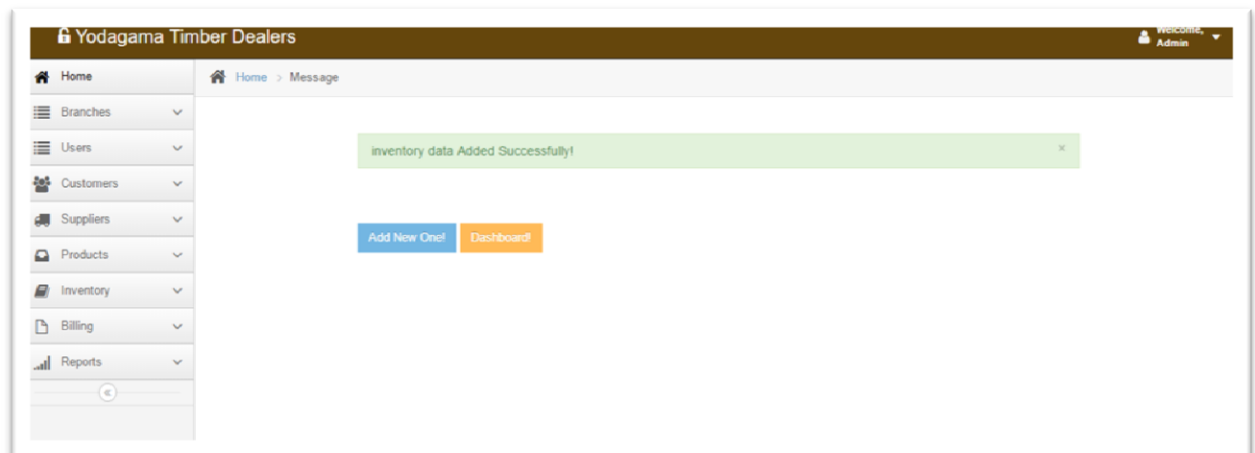 Yodagama Timber Dealers
Welcome,
Admin
Home
Home > Message
Branches
Users
Customers
Suppliers
Products
Inventory
Billing
Reports
inventory data Added Successfully!
×
Add New One!
Dashboard!